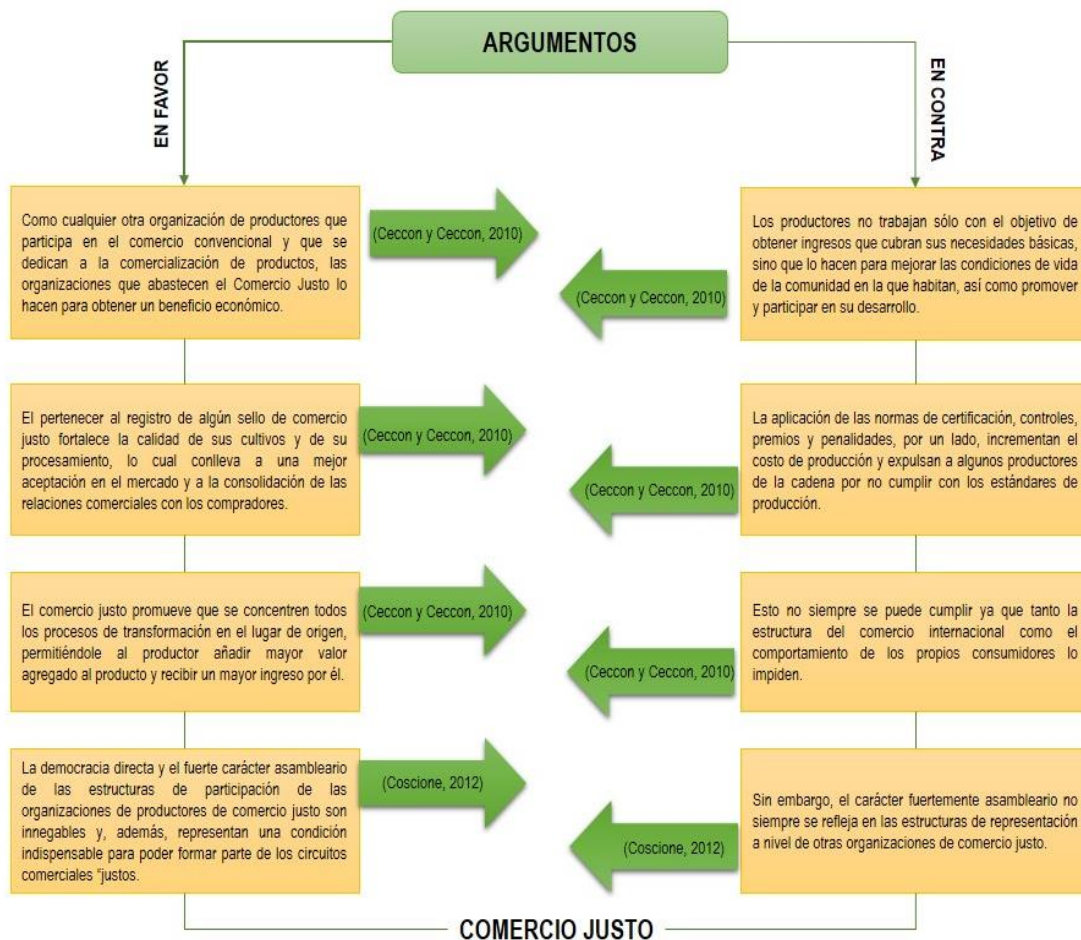 ARGUMENTOS
EN FAVOR
EN CONTRA
Como cualquier otra organización de productores que
participa en el comercio convencional y que se
dedican a la comercialización de productos, las
organizaciones que abastecen el Comercio Justo lo
hacen para obtener un beneficio económico.
(Ceccon y Ceccon, 2010)
(Ceccon y Ceccon, 2010)
Los productores no trabajan sólo con el objetivo de
obtener ingresos que cubran sus necesidades básicas,
sino que lo hacen para mejorar las condiciones de vida
de la comunidad en la que habitan, así como promover
y participar en su desarrollo.
El pertenecer al registro de algún sello de comercio
justo fortalece la calidad de sus cultivos y de su
procesamiento, lo cual conlleva a una mejor
aceptación en el mercado y a la consolidación de las
relaciones comerciales con los compradores.
(Ceccon y Ceccon, 2010)
(Ceccon y Ceccon, 2010)
La aplicación de las normas de certificación, controles,
premios y penalidades, por un lado, incrementan el
costo de producción y expulsan a algunos productores
de la cadena por no cumplir con los estándares de
producción.
El comercio justo promueve que se concentren todos
los procesos de transformación en el lugar de origen,
permitiéndole al productor añadir mayor valor
agregado al producto y recibir un mayor ingreso por él.
(Ceccon y Ceccon, 2010)
(Ceccon y Ceccon, 2010)
Esto no siempre se puede cumplir ya que tanto la
estructura del comercio internacional como el
comportamiento de los propios consumidores lo
impiden.
La democracia directa y el fuerte carácter asambleario
de las estructuras de participación de las
organizaciones de productores de comercio justo son
innegables y, además, representan una condición
indispensable para poder formar parte de los circuitos
comerciales “justos.
(Coscione, 2012)
(Coscione, 2012)
Sin embargo, el carácter fuertemente asambleario no
siempre se refleja en las estructuras de representación
a nivel de otras organizaciones de comercio justo.
COMERCIO JUSTO